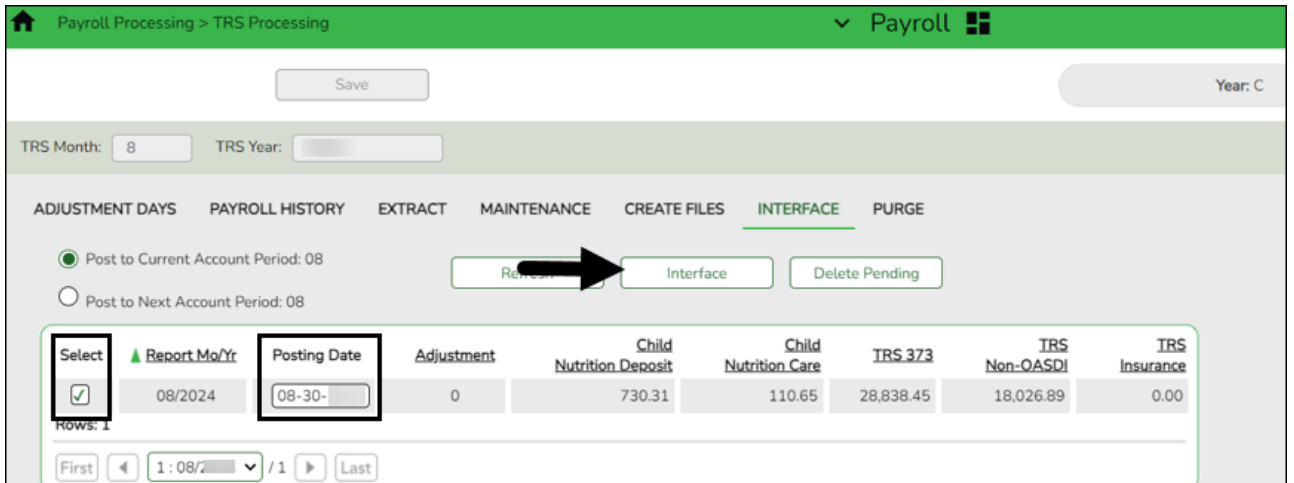 Payroll Processing > TRS Processing
Payroll
Save
Year: C
TRS Month: 8 TRS Year:
ADJUSTMENT DAYS PAYROLL HISTORY EXTRACT MAINTENANCE CREATE FILES INTERFACE PURGE
Post to Current Account Period: 08
Interface Delete Pending
Post to Next Account Period: 08
Select Report Mo/Yr Posting Date Adjustment Child Nutrition Deposit Child Nutrition Care TRS 373 TRS Non-OASDI TRS Insurance
08/2024 08-30- 0 730.31 110.65 28,838.45 18,026.89 0.00
Rows: 1
First 1 : 08/ / 1 Last